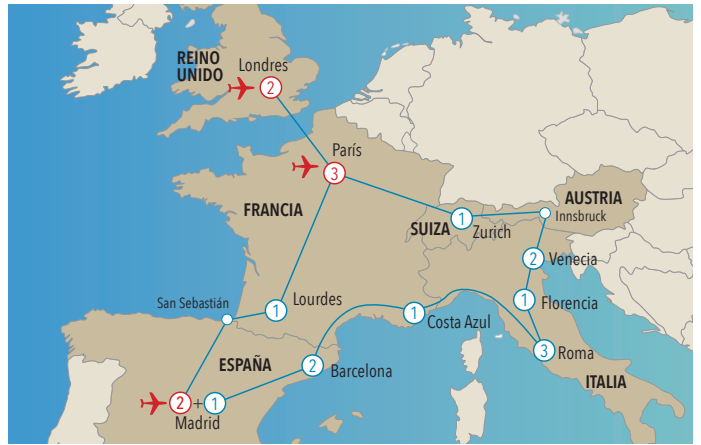 REINO
UNIDO
Londres
2
París
3
FRANCIA
AUSTRIA
Innsbruck
SUIZA
1
Zurich
2
Venecia
San Sebastián
Lourdes
1
1
Florencia
1
Costa Azul
ESPAÑA
2
Barcelona
3
Roma
ITALIA
2 + 1
Madrid